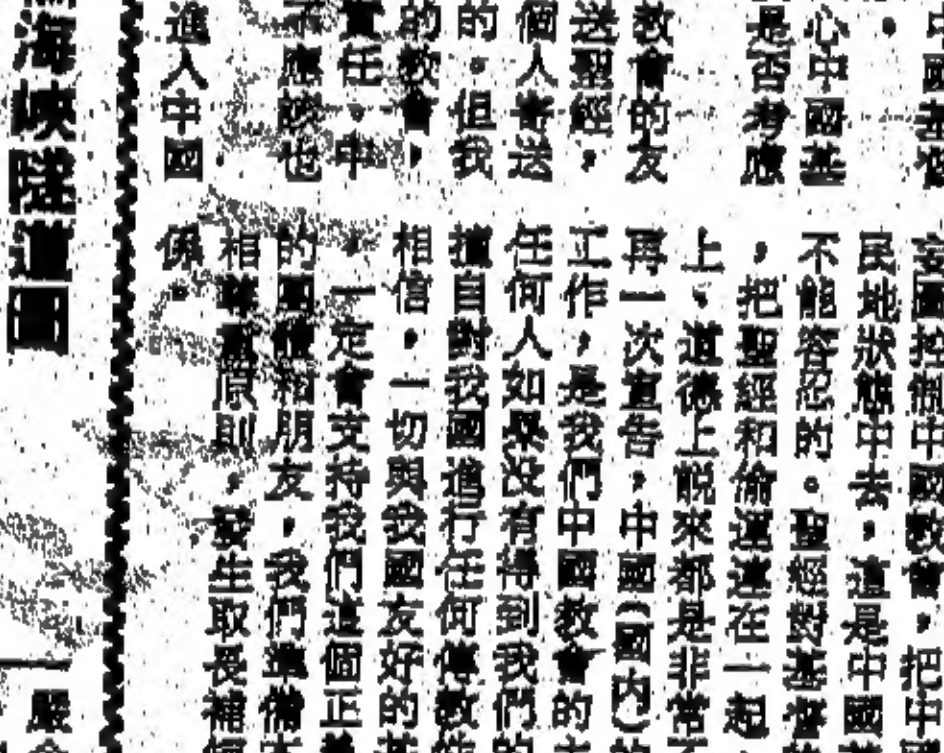 中國基
心中國基
是否考慮
教會的友
送聖經，
個人寄送
的。但我
的教會，
責任，中
不應該也
進入中國
妄圖控制中國教會，把中
民地狀態中去，這是中國
不能容忍的。聖經對基督
，把聖經和偷運連在一起
上、道德上說來都是非常
再一次宣告，中國（國內）的
工作，是我們中國教會的
任何人如果沒有得到我們的
擅自對我國進行任何傳教
相信，一切與我國友好的
，一定會支持我們這個正
的團體和朋友，我們準備
相尊重原則，發生取長補
係。
海峽隧道
嚴